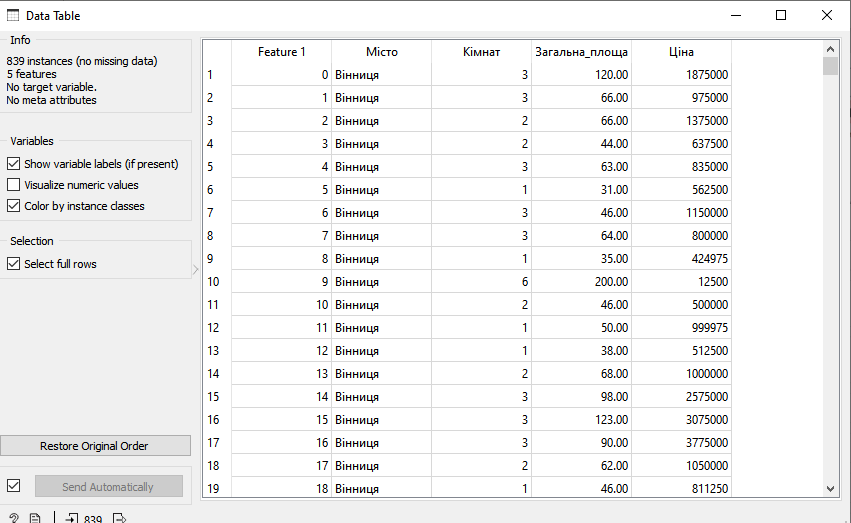 Data Table
Info
839 instances (no missing data)
5 features
No target variable.
No meta attributes
Variables
Show variable labels (if present)
Visualize numeric values
Color by instance classes
Selection
Select full rows
Restore Original Order
Send Automatically
? 839
Feature 1 Місто Кімнат Загальна_площа Ціна
1 0 Вінниця 3 120.00 1875000
2 1 Вінниця 3 66.00 975000
3 2 Вінниця 2 66.00 1375000
4 3 Вінниця 2 44.00 637500
5 4 Вінниця 3 63.00 835000
6 5 Вінниця 1 31.00 562500
7 6 Вінниця 3 46.00 1150000
8 7 Вінниця 3 64.00 800000
9 8 Вінниця 1 35.00 424975
10 9 Вінниця 6 200.00 12500
11 10 Вінниця 2 46.00 500000
12 11 Вінниця 1 50.00 999975
13 12 Вінниця 1 38.00 512500
14 13 Вінниця 2 68.00 1000000
15 14 Вінниця 3 98.00 2575000
16 15 Вінниця 3 123.00 3075000
17 16 Вінниця 3 90.00 3775000
18 17 Вінниця 2 62.00 1050000
19 18 Вінниця 1 46.00 811250